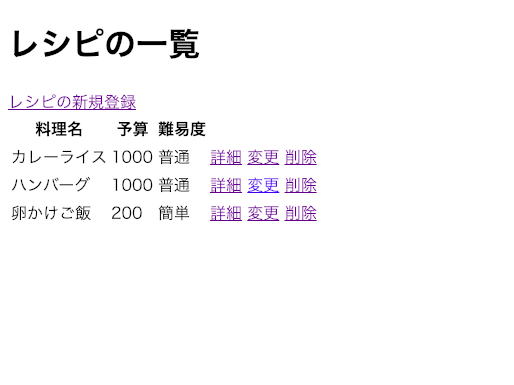 レシピの一覧
レシピの新規登録
料理名 予算 難易度
カレーライス 1000 普通 詳細 変更 削除
ハンバーグ 1000 普通 詳細 変更 削除
卵かけご飯 200 簡単 詳細 変更 削除